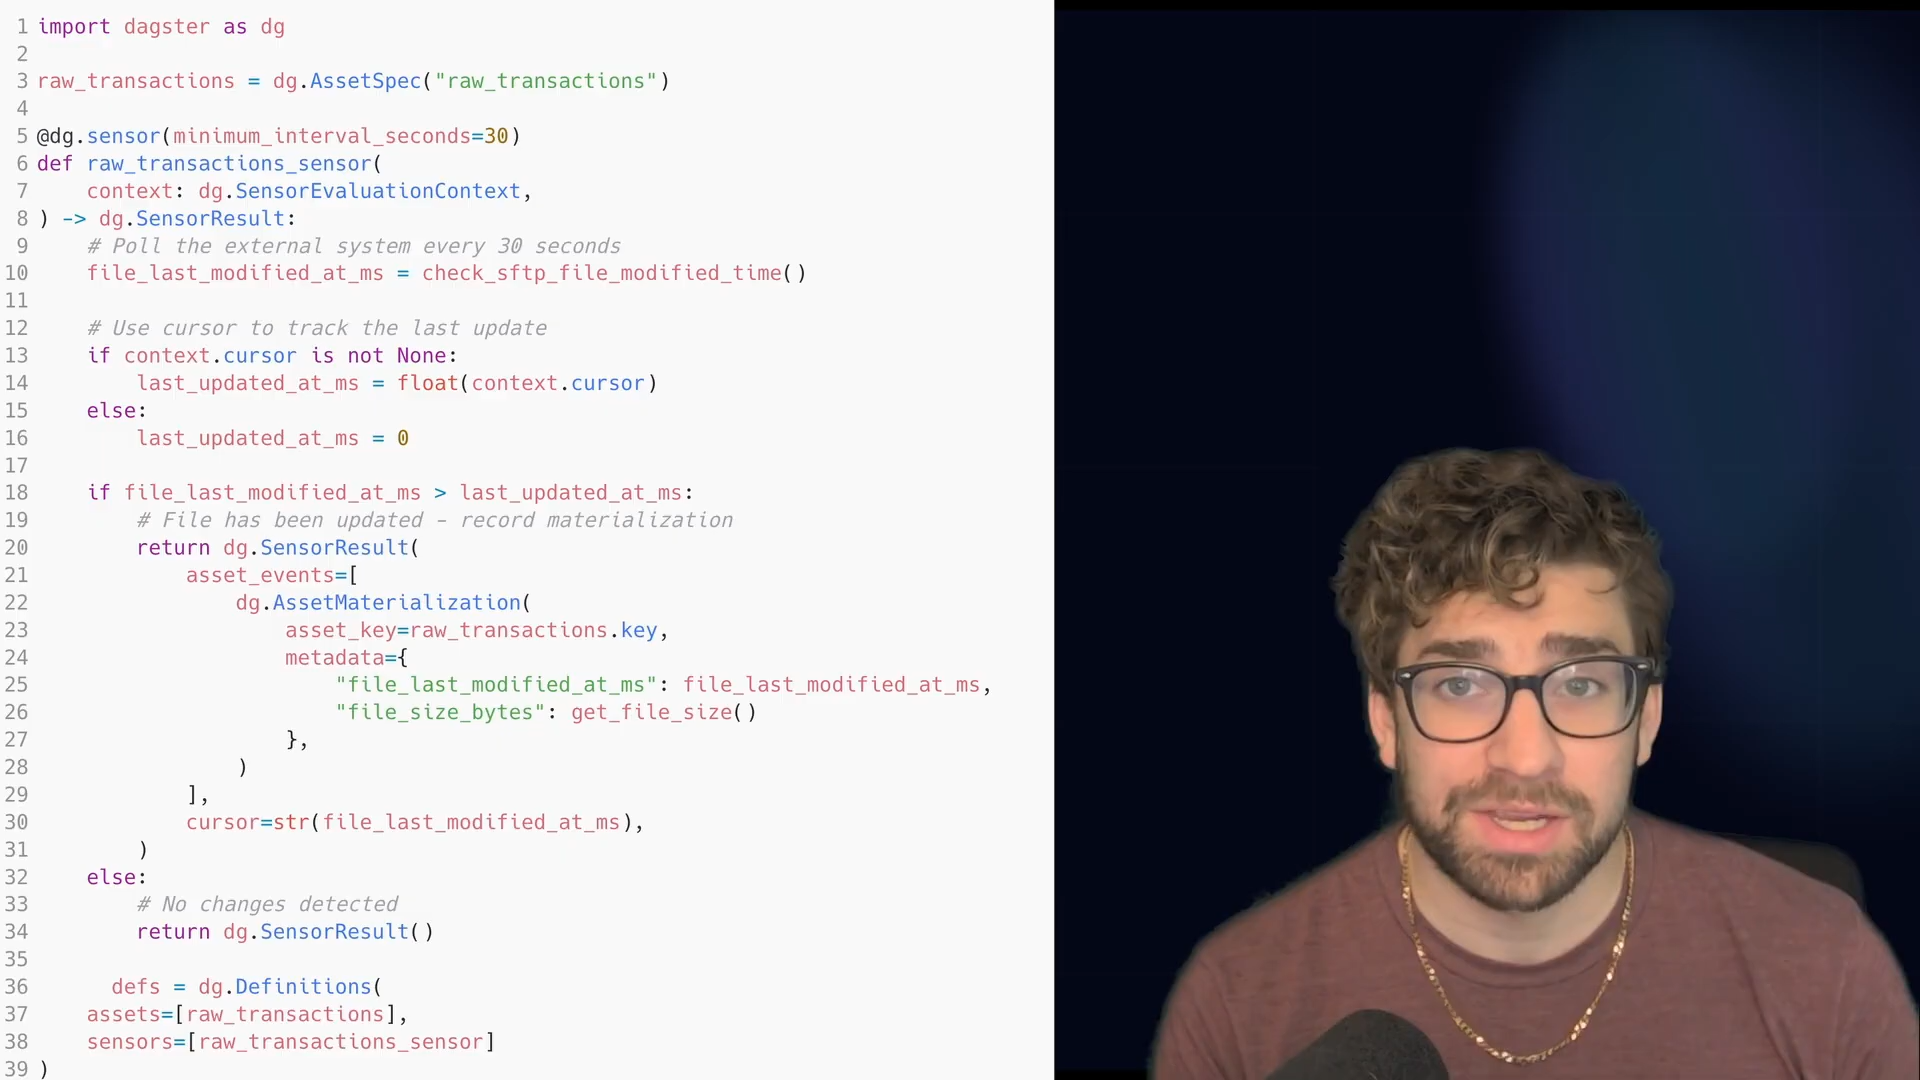 1 import dagster as dg
2
3 raw_transactions = dg.AssetSpec("raw_transactions")
4
5 @dg.sensor(minimum_interval_seconds=30)
6 def raw_transactions_sensor(
7     context: dg.SensorEvaluationContext,
8 ) -> dg.SensorResult:
9     # Poll the external system every 30 seconds
10     file_last_modified_at_ms = check_sftp_file_modified_time()
11
12     # Use cursor to track the last update
13     if context.cursor is not None:
14         last_updated_at_ms = float(context.cursor)
15     else:
16         last_updated_at_ms = 0
17
18     if file_last_modified_at_ms > last_updated_at_ms:
19         # File has been updated - record materialization
20         return dg.SensorResult(
21             asset_events=[
22                 dg.AssetMaterialization(
23                     asset_key=raw_transactions.key,
24                     metadata={
25                         "file_last_modified_at_ms": file_last_modified_at_ms,
26                         "file_size_bytes": get_file_size()
27                     },
28                 )
29             ],
30             cursor=str(file_last_modified_at_ms),
31         )
32     else:
33         # No changes detected
34         return dg.SensorResult()
35
36       defs = dg.Definitions(
37     assets=[raw_transactions],
38     sensors=[raw_transactions_sensor]
39 )